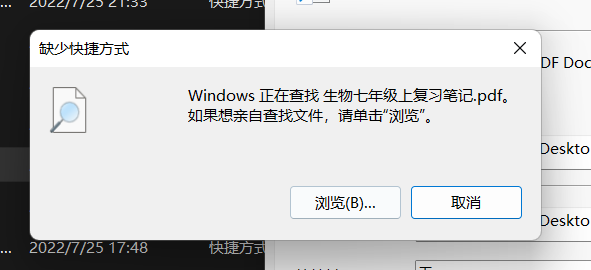 ... 2022/7/25 21:33 快捷方式
缺少快捷方式
DF Doc
Windows 正在查找 生物七年级上复习笔记.pdf。
如果想亲自查找文件，请单击“浏览”。
Deskto
浏览(B)... 取消
Deskto
... 2022/7/25 17:48 快捷方式